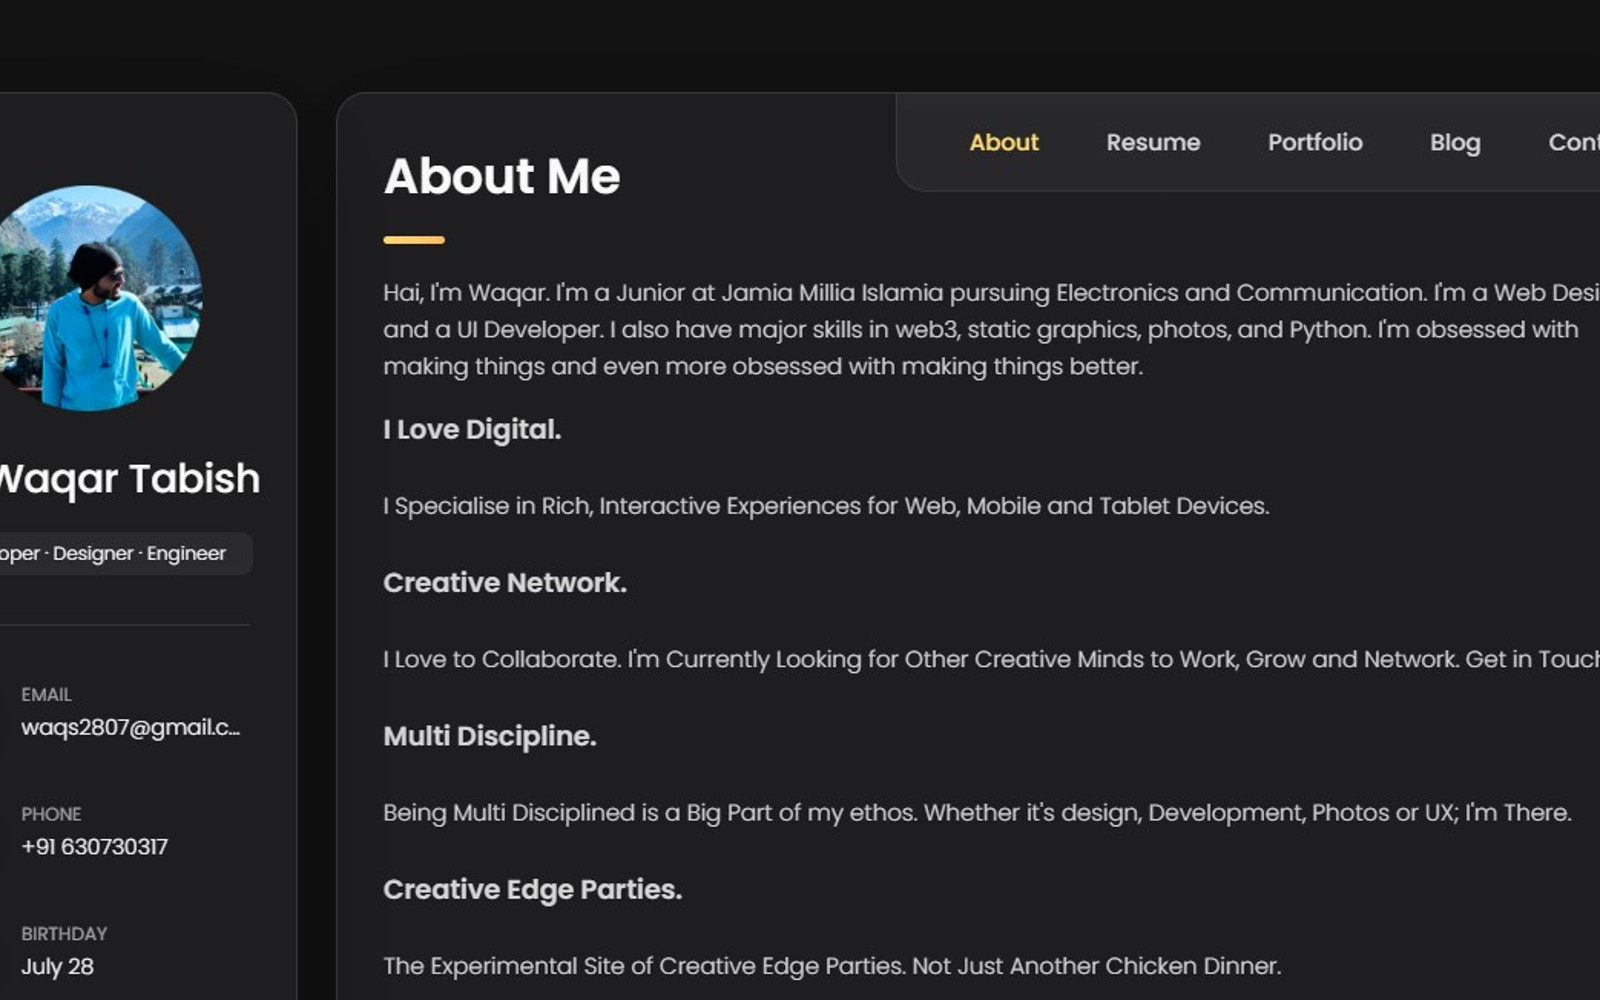 Waqar Tabish
oper · Designer · Engineer
EMAIL
waqs2807@gmail.c...
PHONE
+91 630730317
BIRTHDAY
July 28
About Resume Portfolio Blog Cont
About Me
Hai, I'm Waqar. I'm a Junior at Jamia Millia Islamia pursuing Electronics and Communication. I'm a Web Desi
and a UI Developer. I also have major skills in web3, static graphics, photos, and Python. I'm obsessed with
making things and even more obsessed with making things better.
I Love Digital.
I Specialise in Rich, Interactive Experiences for Web, Mobile and Tablet Devices.
Creative Network.
I Love to Collaborate. I'm Currently Looking for Other Creative Minds to Work, Grow and Network. Get in Touch
Multi Discipline.
Being Multi Disciplined is a Big Part of my ethos. Whether it's design, Development, Photos or UX; I'm There.
Creative Edge Parties.
The Experimental Site of Creative Edge Parties. Not Just Another Chicken Dinner.